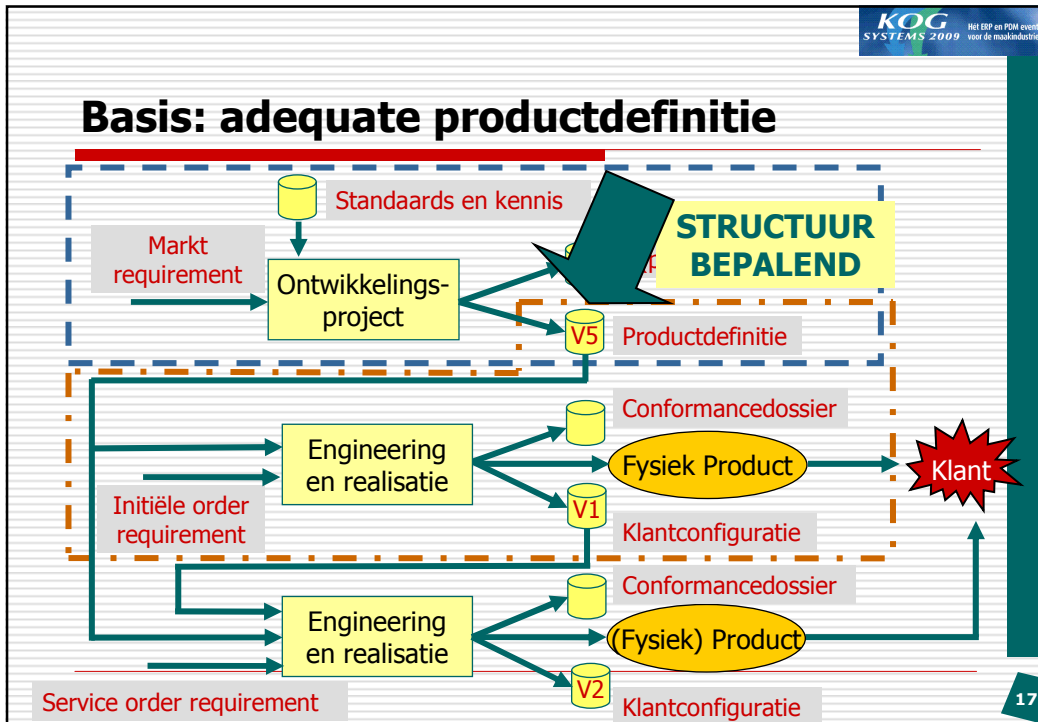 KOG
SYSTEMS 2009
Hét ERP en PDM event
voor de maakindustrie
Basis: adequate productdefinitie
Standaards en kennis
STRUCTUUR
BEPALEND
Markt
requirement
Ontwikkelings-
project
V5
Productdefinitie
Conformancedossier
Engineering
en realisatie
Fysiek Product
Klant
Initiële order
requirement
V1
Klantconfiguratie
Conformancedossier
Engineering
en realisatie
(Fysiek) Product
Service order requirement
V2
Klantconfiguratie
17